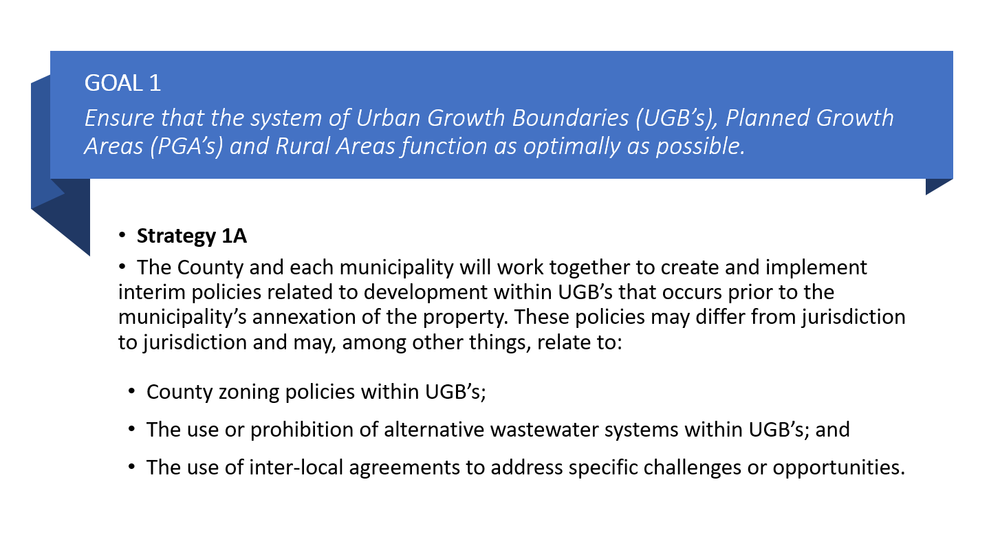 GOAL 1
Ensure that the system of Urban Growth Boundaries (UGB’s), Planned Growth
Areas (PGA’s) and Rural Areas function as optimally as possible.
• Strategy 1A
• The County and each municipality will work together to create and implement
interim policies related to development within UGB’s that occurs prior to the
municipality’s annexation of the property. These policies may differ from jurisdiction
to jurisdiction and may, among other things, relate to:
• County zoning policies within UGB’s;
• The use or prohibition of alternative wastewater systems within UGB’s; and
• The use of inter-local agreements to address specific challenges or opportunities.